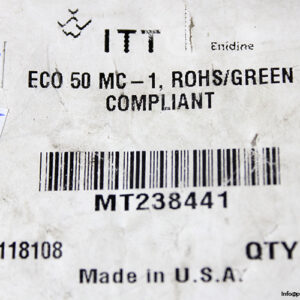 ITT Enidine
ECO 50 MC-1, ROHS/GREEN
COMPLIANT
MT238441
118108 QTY
Made in U.S.A.